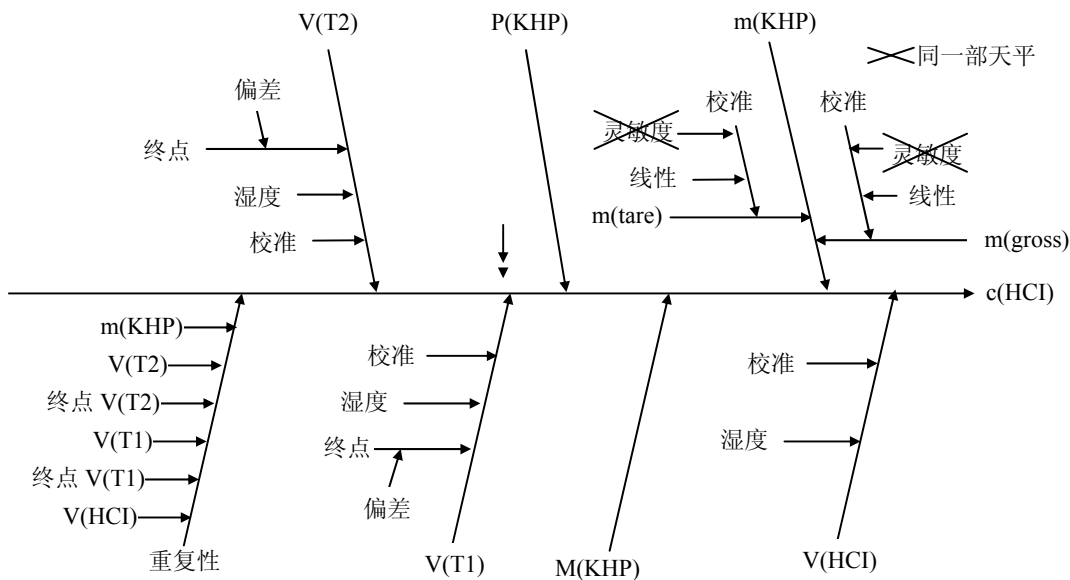 V(T2)
P(KHP)
m(KHP)
同一部天平
偏差
终点
湿度
校准
校准
灵敏度
线性
m(tare)
校准
灵敏度
线性
m(gross)
c(HCI)
m(KHP)
V(T2)
终点 V(T2)
V(T1)
终点 V(T1)
V(HCI)
重复性
校准
湿度
终点
偏差
V(T1)
M(KHP)
校准
湿度
V(HCI)